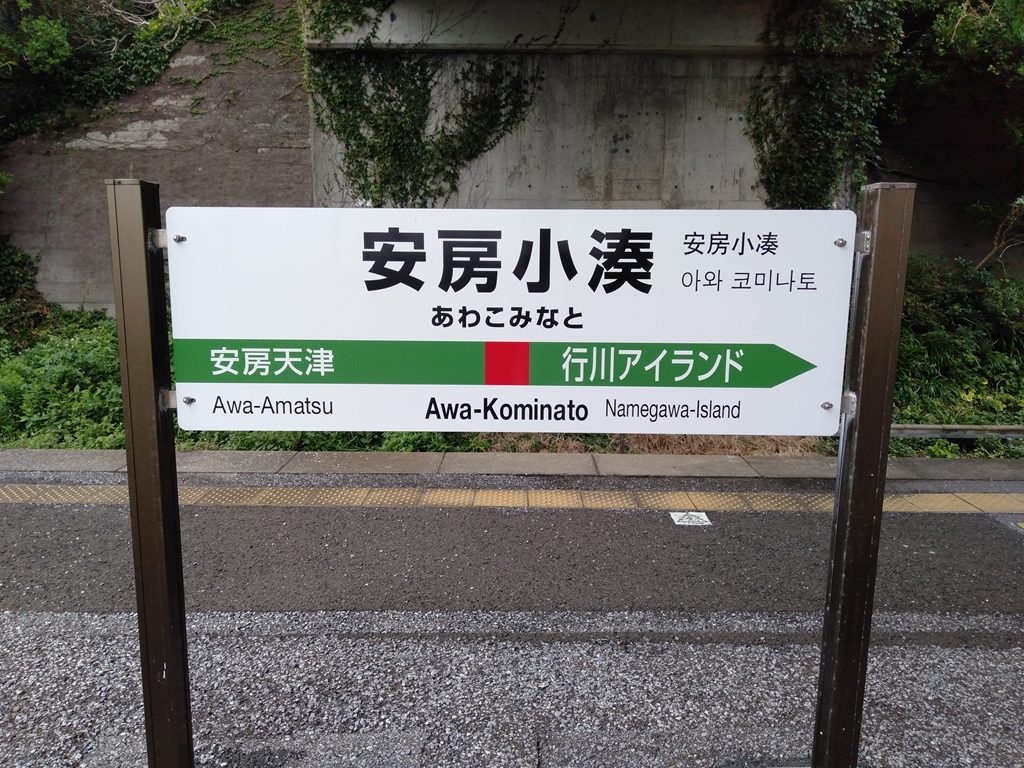 安房小湊
安房小凑
아와 코미나토
あわこみなと
安房天津
行川アイランド
Awa-Amatsu
Awa-Kominato
Namegawa-Island